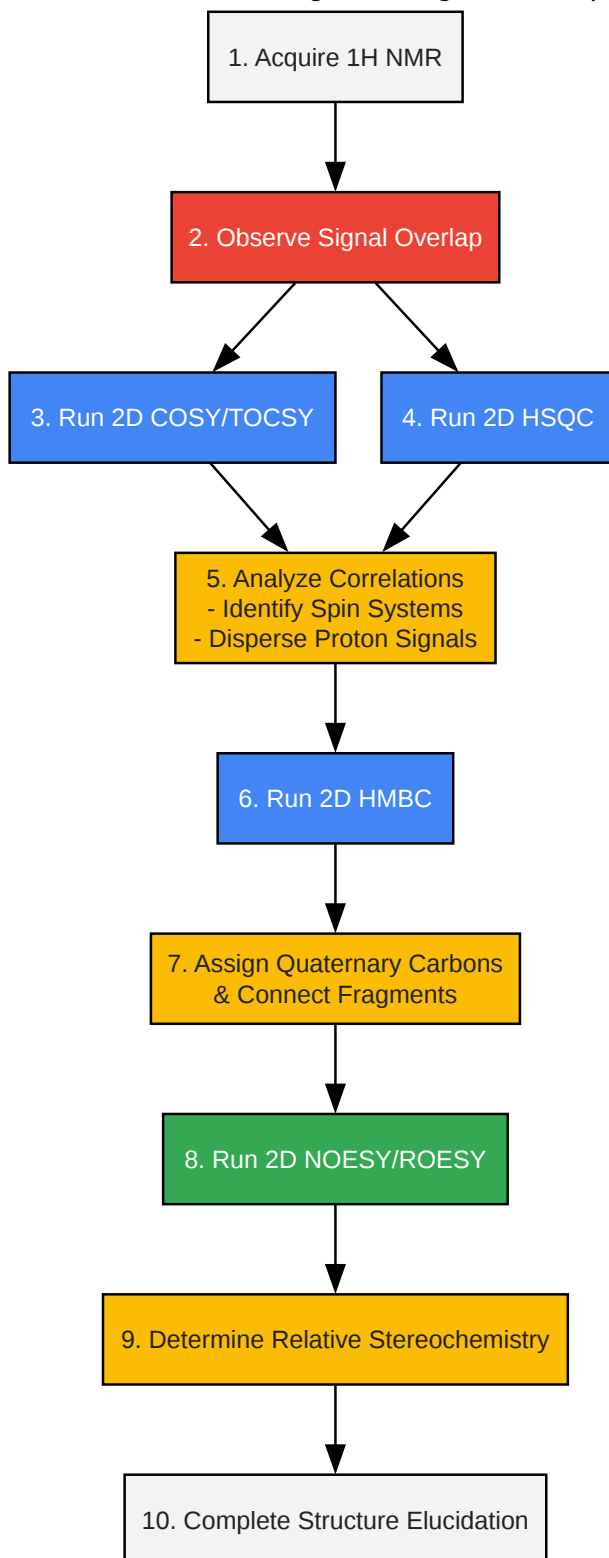 1. Acquire 1H NMR
2. Observe Signal Overlap
3. Run 2D COSY/TOCSY
4. Run 2D HSQC
5. Analyze Correlations
- Identify Spin Systems
- Disperse Proton Signals
6. Run 2D HMBC
7. Assign Quaternary Carbons
& Connect Fragments
8. Run 2D NOESY/ROESY
9. Determine Relative Stereochemistry
10. Complete Structure Elucidation